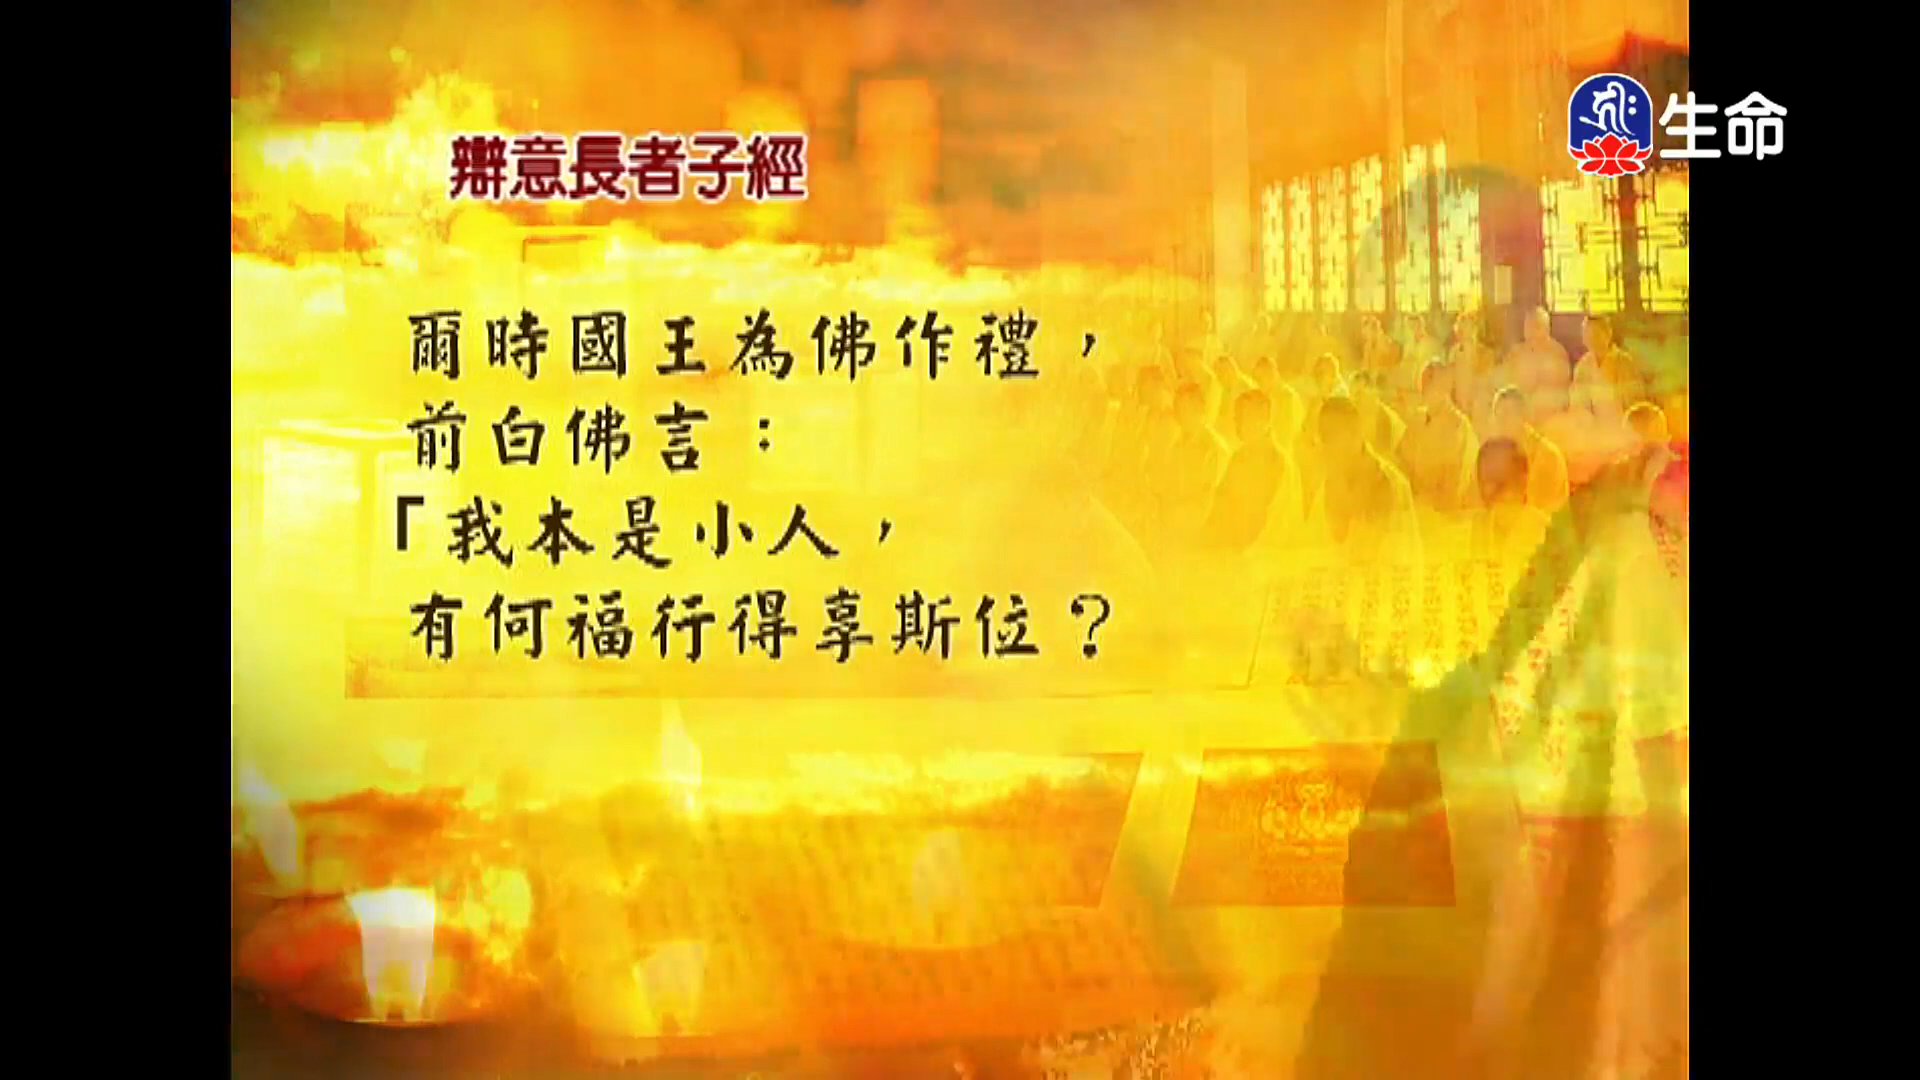 生命
辯意長者子經
爾時國王為佛作禮，
前白佛言：
「我本是小人，
有何福行得享斯位？